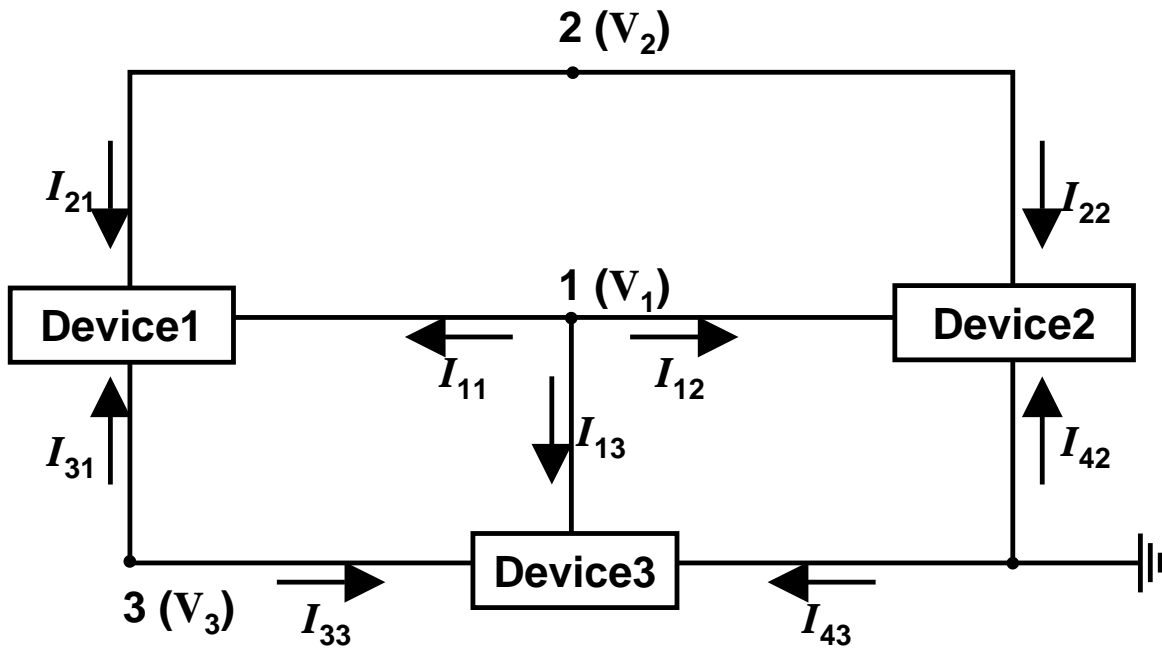 2 (V₂)
I₂₁
I₂₂
1 (V₁)
Device1
Device2
I₁₁
I₁₂
I₁₃
I₃₁
I₄₂
Device3
3 (V₃)
I₃₃
I₄₃